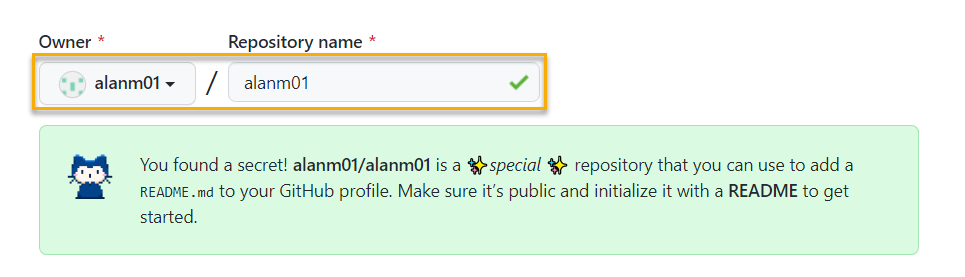 Owner * Repository name *
alanm01 / alanm01
You found a secret! alanm01/alanm01 is a ✨special✨ repository that you can use to add a
README.md to your GitHub profile. Make sure it’s public and initialize it with a README to get
started.